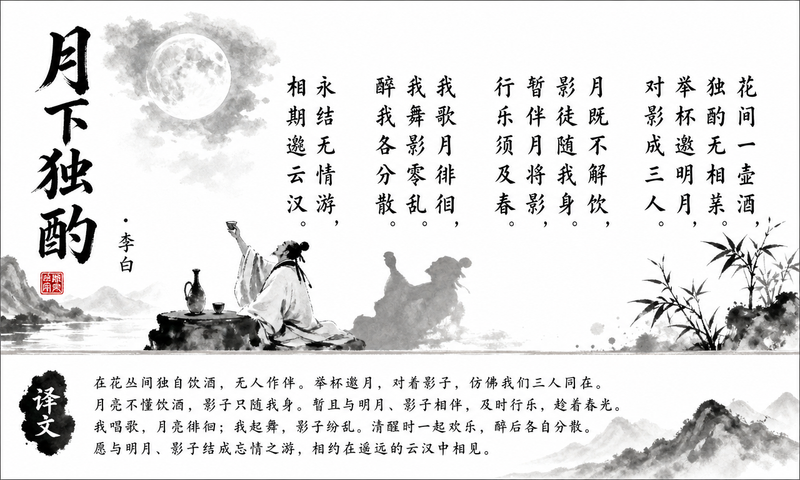 月下独酌
·李白
花间一壶酒，
独酌无相菜。
举杯邀明月，
对影成三人。
月既不解饮，
影徒随我身。
暂伴月将影，
行乐须及春。
我歌月徘徊，
我舞影零乱。
醉我各分散。
永结无情游，
相期邈云汉。
译文
在花丛间独自饮酒，无人作伴。举杯邀月，对着影子，仿佛我们三人同在。
月亮不懂饮酒，影子只随我身。暂且与明月、影子相伴，及时行乐，趁着春光。
我唱歌，月亮徘徊；我起舞，影子纷乱。清醒时一起欢乐，醉后各自分散。
愿与明月、影子结成忘情之游，相约在遥远的云汉中相见。